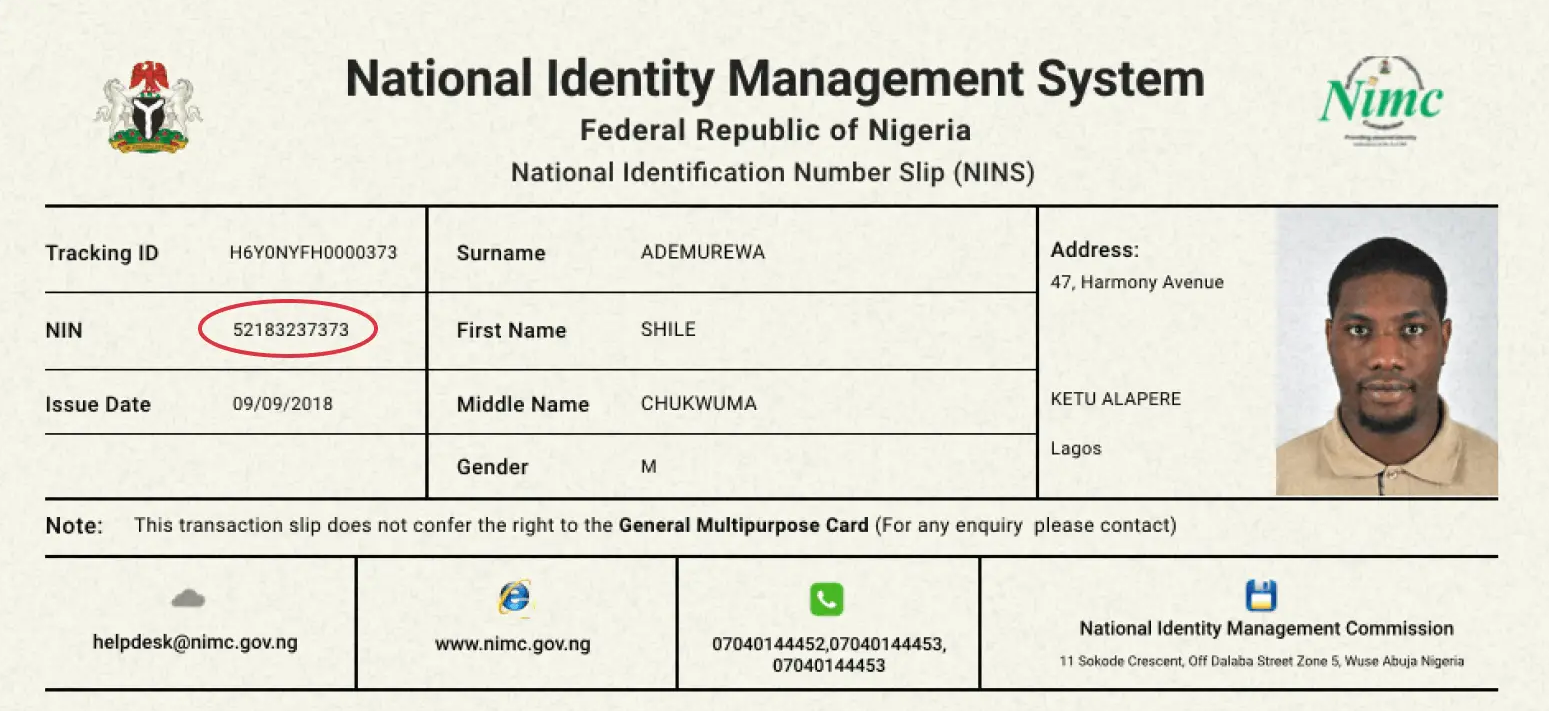 National Identity Management System
Federal Republic of Nigeria
National Identification Number Slip (NINS)
Nimc
Tracking ID H6Y0NYFH0000373
Surname ADEMUREWA
Address:
47, Harmony Avenue
NIN 52183237373
First Name SHILE
Issue Date 09/09/2018
Middle Name CHUKWUMA
KETU ALAPERE
Lagos
Gender M
Note: This transaction slip does not confer the right to the General Multipurpose Card (For any enquiry please contact)
helpdesk@nimc.gov.ng
www.nimc.gov.ng
07040144452,07040144453,
07040144453
National Identity Management Commission
11 Sokode Crescent, Off Dalaba Street Zone 5, Wuse Abuja Nigeria